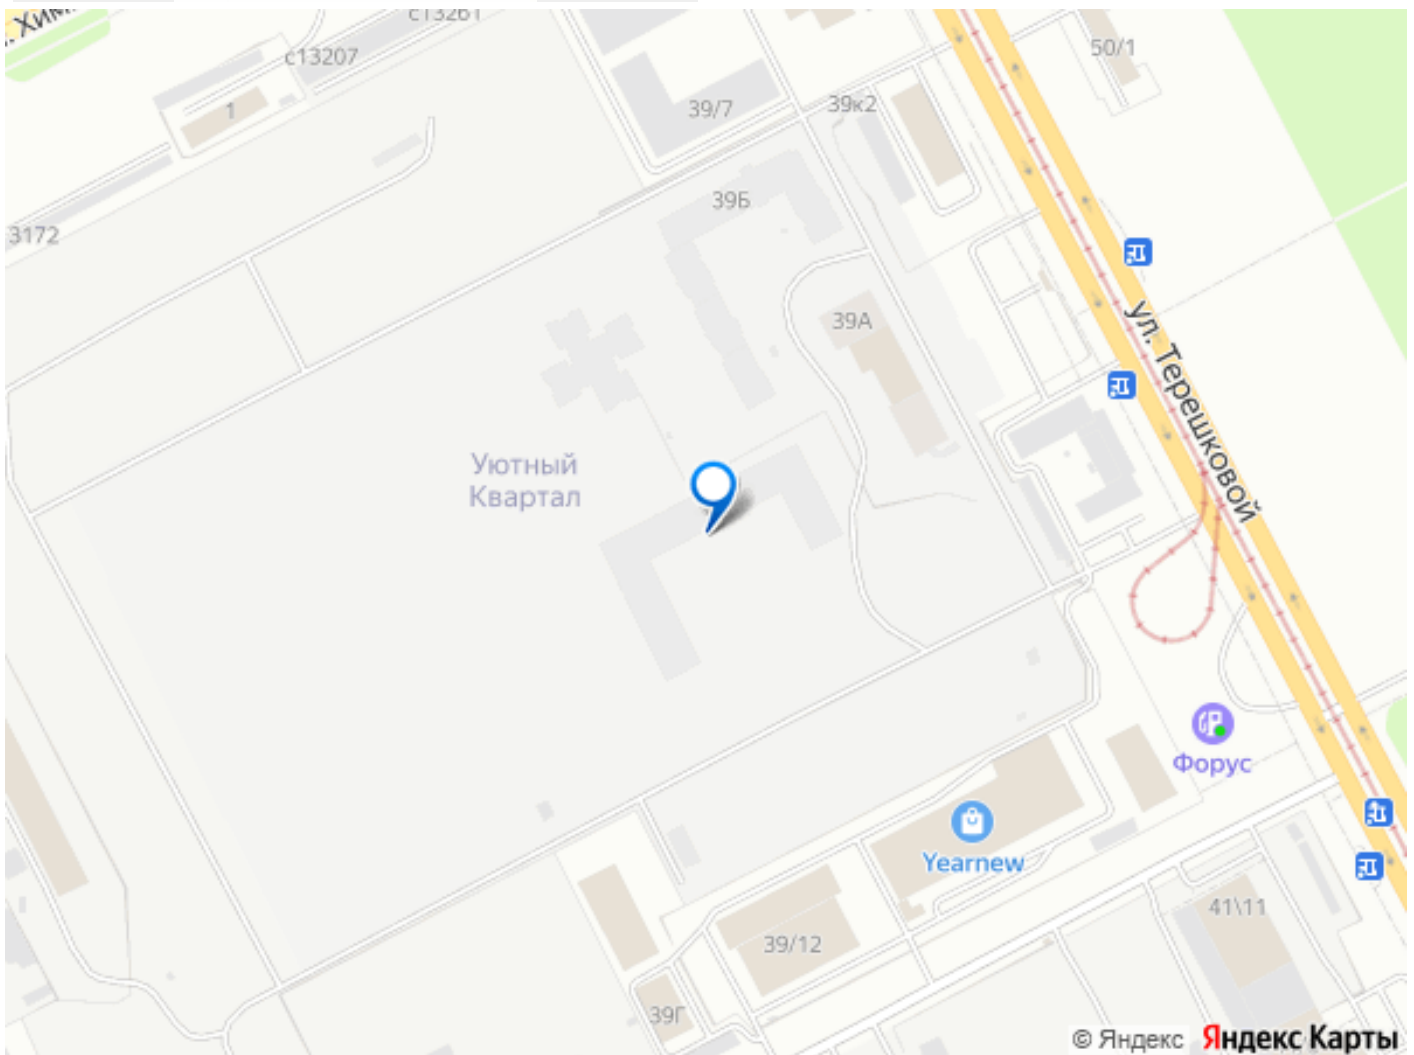 с13261
с13207
50/1
1
39/7
39к2
39Б
3172
39А
ул. Терешковой
Уютный
Квартал
Форус
Yearnew
41\11
39/12
39Г
© Яндекс Яндекс Карты